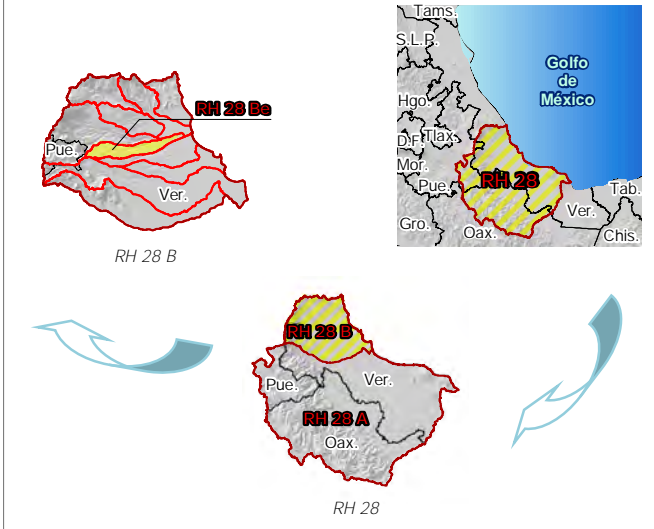 RH 28 Be
Pue.
Ver.
RH 28 B
Tams.
S.L.P.
Golfo
de
México
Hgo.
D.F.
Tlax.
Mor.
Pue.
RH 28
Tab.
Ver.
Gro.
Oax.
Chis.
RH 28 B
Pue.
Ver.
RH 28 A
Oax.
RH 28